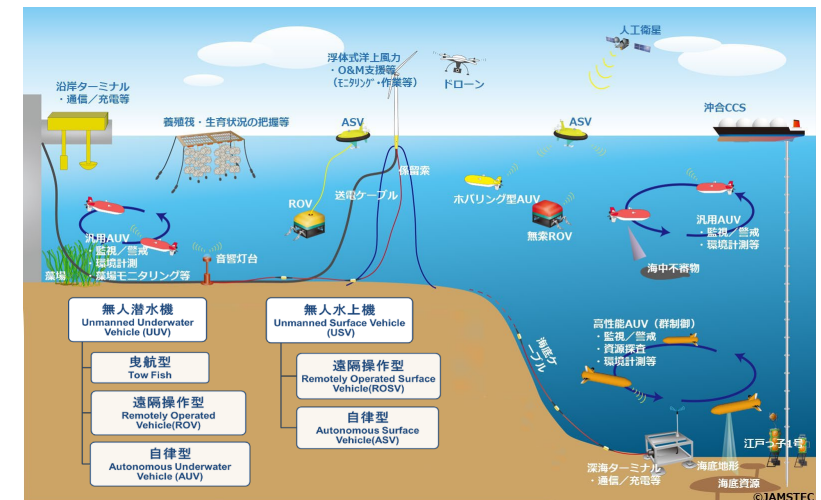 人工衛星
浮体式洋上風力
・O&M支援等
(モニタリング・作業等)
ドローン
沿岸ターミナル
・通信／充電等
養殖筏・生育状況の把握等
ASV
ASV
沖合CCS
係留索
送電ケーブル
ROV
ホバリング型AUV
無索ROV
汎用AUV
・監視／警戒
・環境計測
・藻場モニタリング等
藻場
音響灯台
汎用AUV
・監視／警戒
・環境計測等
海中不審物
無人潜水機
Unmanned Underwater
Vehicle (UUV)
曳航型
Tow Fish
遠隔操作型
Remotely Operated
Vehicle(ROV)
自律型
Autonomous Underwater
Vehicle (AUV)
無人水上機
Unmanned Surface Vehicle
(USV)
遠隔操作型
Remotely Operated Surface
Vehicle(ROSV)
自律型
Autonomous Surface
Vehicle(ASV)
海底ケーブル
高性能AUV（群制御）
・監視／警戒
・資源探査
・環境計測等
江戸っ子1号
深海ターミナル
・通信／充電等
海底地形
海底資源
©JAMSTEC